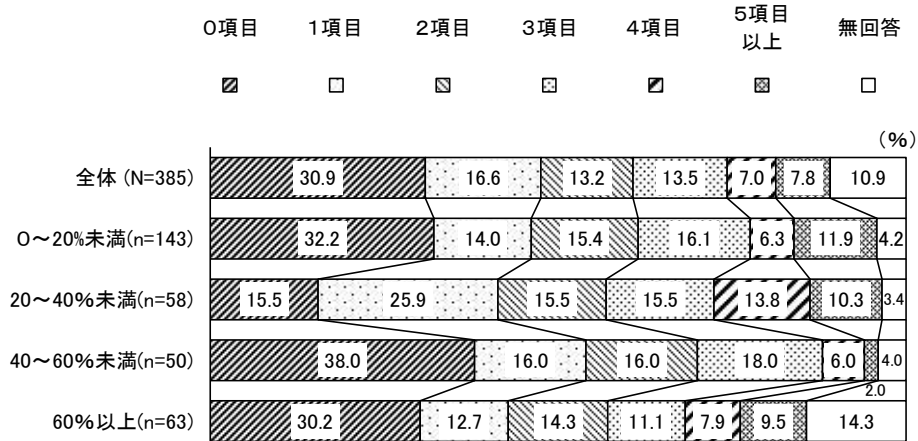 0項目 1項目 2項目 3項目 4項目 5項目以上 無回答
(%)
全体 (N=385) 30.9 16.6 13.2 13.5 7.0 7.8 10.9
0～20%未満(n=143) 32.2 14.0 15.4 16.1 6.3 11.9 4.2
20～40%未満(n=58) 15.5 25.9 15.5 15.5 13.8 10.3 3.4
40～60%未満(n=50) 38.0 16.0 16.0 18.0 6.0 2.0 4.0
60%以上(n=63) 30.2 12.7 14.3 11.1 7.9 9.5 14.3